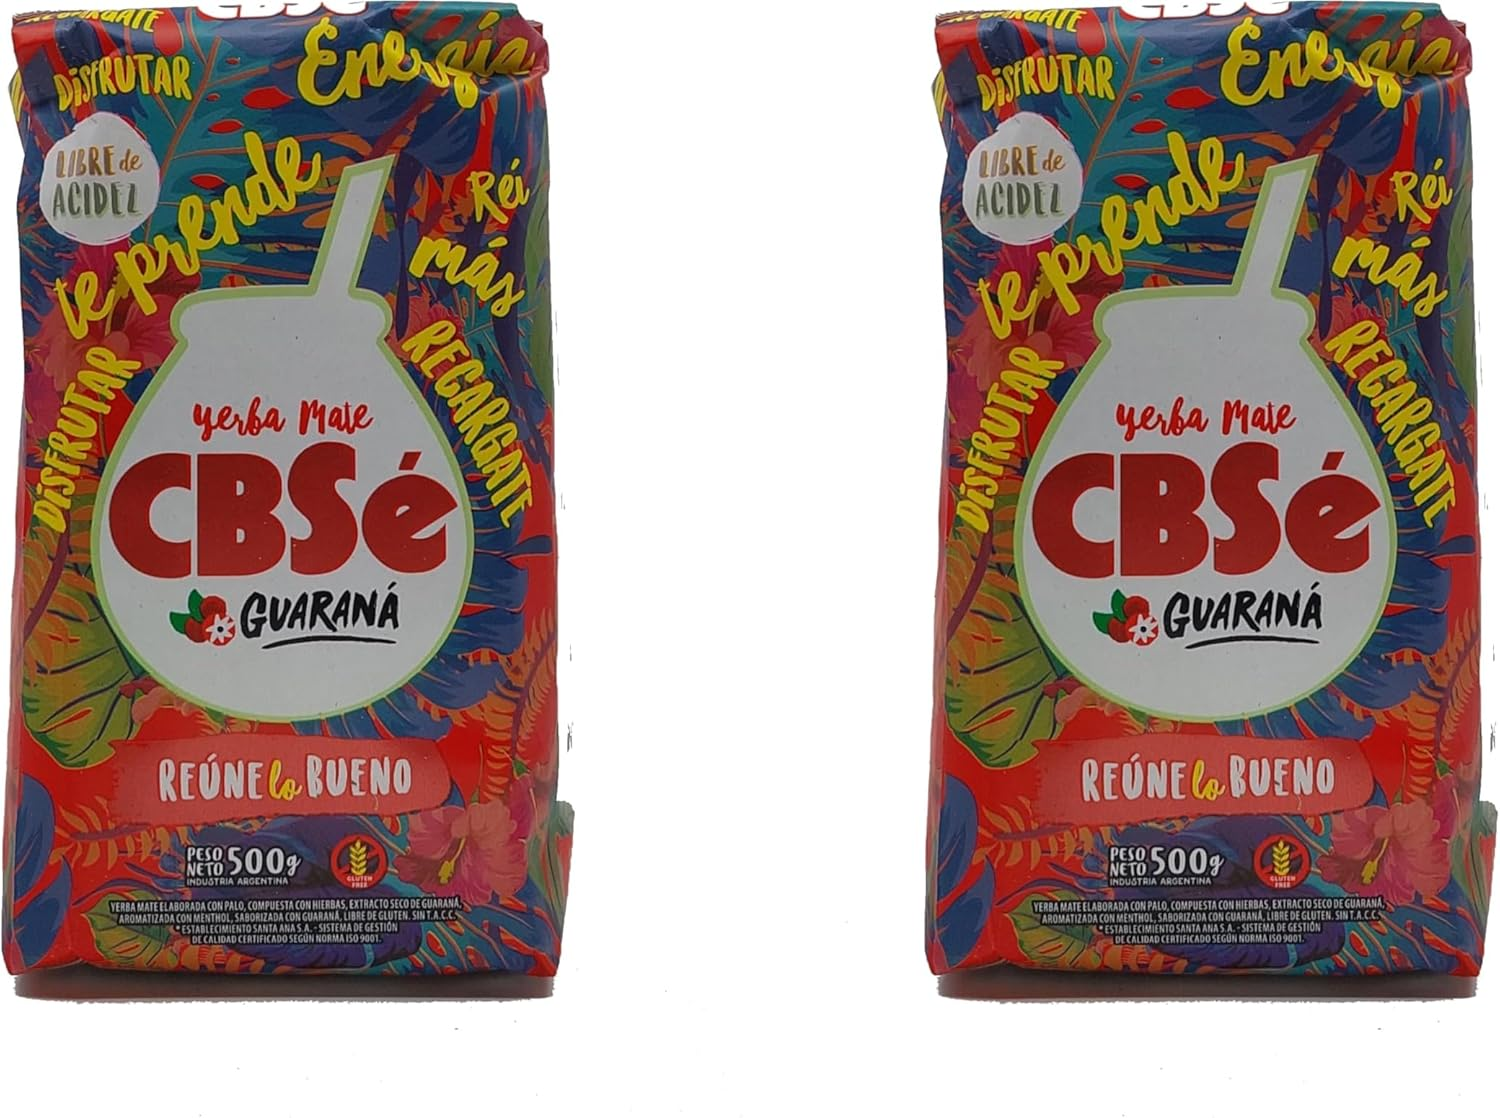 RECARGATE
CBSé
DISFRUTAR
Energía
LIBRE de
ACIDEZ
te prende
Réi
más
DISFRUTAR
RECARGATE
yerba Mate
CBSé
GUARANÁ
REÚNE lo BUENO
PESO
NETO 500g
INDUSTRIA ARGENTINA
GLUTEN
FREE
YERBA MATE ELABORADA CON PALO, COMPUESTA CON HIERBAS, EXTRACTO SECO DE GUARANÁ,
AROMATIZADA CON MENTHOL, SABORIZADA CON GUARANÁ, LIBRE DE GLUTEN. SIN T.A.C.C.
* ESTABLECIMIENTO SANTA ANA S.A. - SISTEMA DE GESTIÓN
DE CALIDAD CERTIFICADO SEGÚN NORMA ISO 9001.
RECARGATE
CBSé
DISFRUTAR
Energía
LIBRE de
ACIDEZ
te prende
Réi
más
DISFRUTAR
RECARGATE
yerba Mate
CBSé
GUARANÁ
REÚNE lo BUENO
PESO
NETO 500g
INDUSTRIA ARGENTINA
GLUTEN
FREE
YERBA MATE ELABORADA CON PALO, COMPUESTA CON HIERBAS, EXTRACTO SECO DE GUARANÁ,
AROMATIZADA CON MENTHOL, SABORIZADA CON GUARANÁ, LIBRE DE GLUTEN. SIN T.A.C.C.
* ESTABLECIMIENTO SANTA ANA S.A. - SISTEMA DE GESTIÓN
DE CALIDAD CERTIFICADO SEGÚN NORMA ISO 9001.